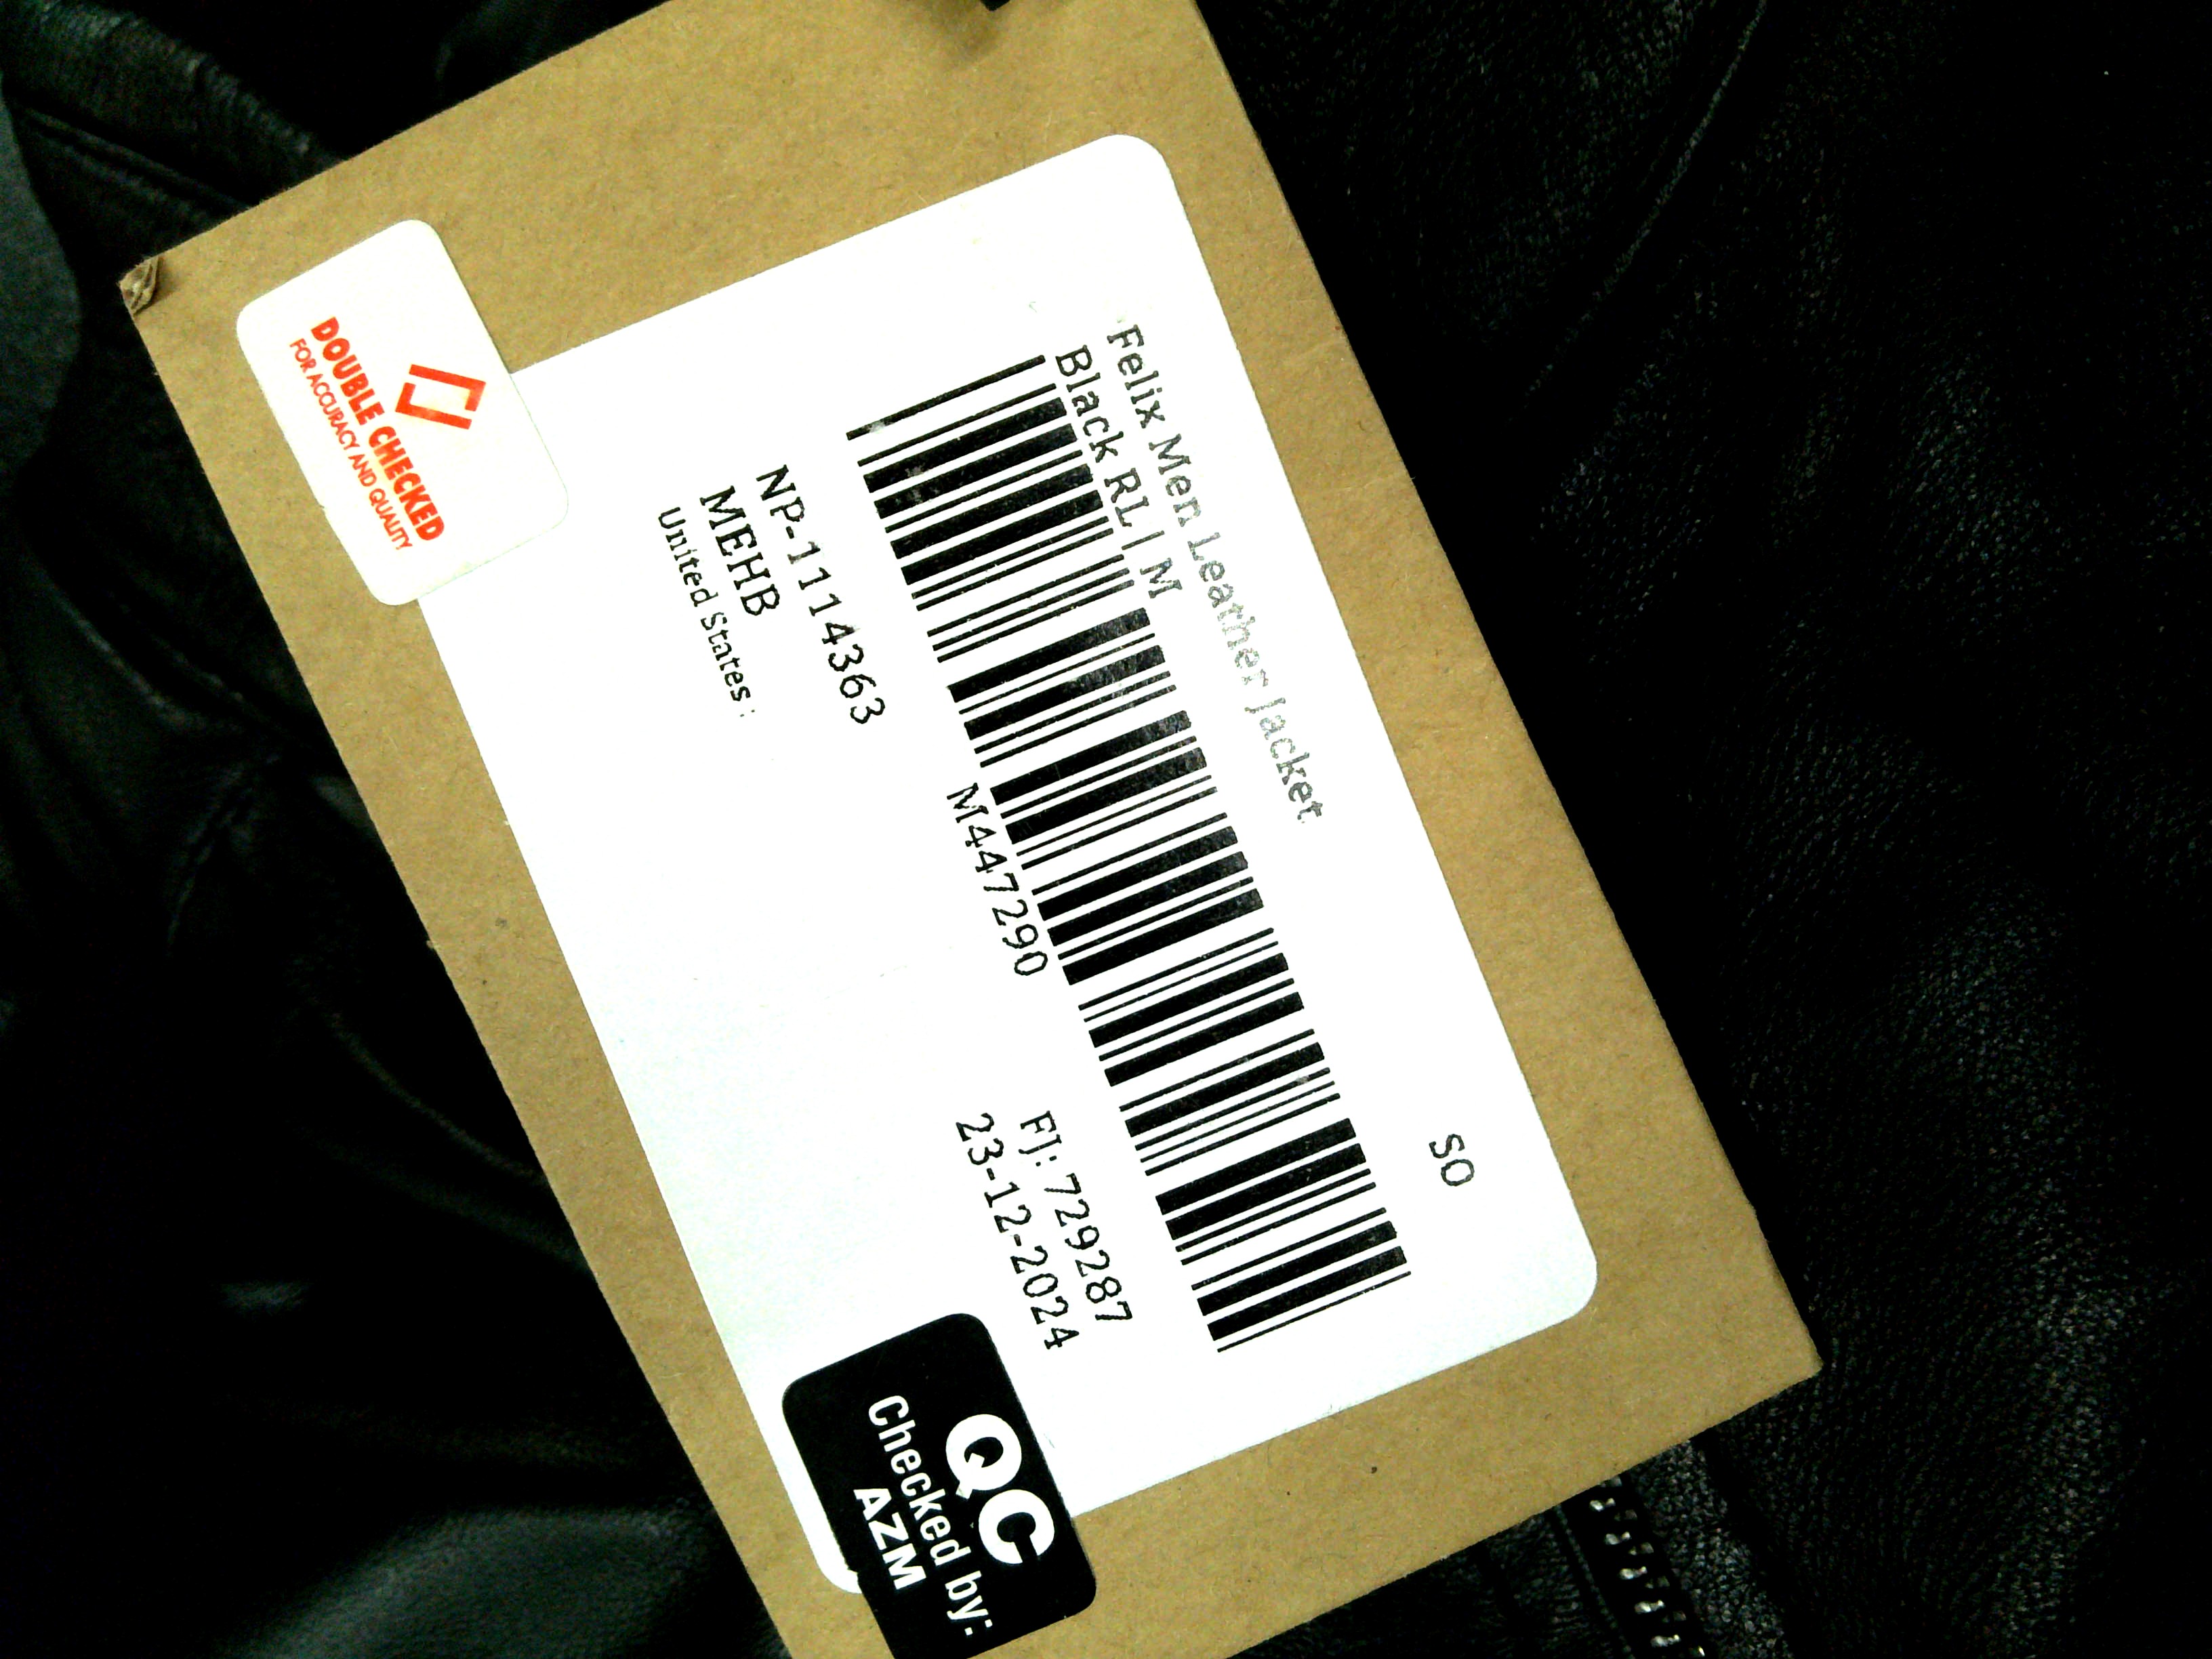 SO
Felix Men Leather Jacket
Black RL | M
M447290
NP-1114363
MEHB
United States :
FJ: 729287
23-12-2024
DOUBLE CHECKED
FOR ACCURACY AND QUALITY
QC
Checked by:
AZM